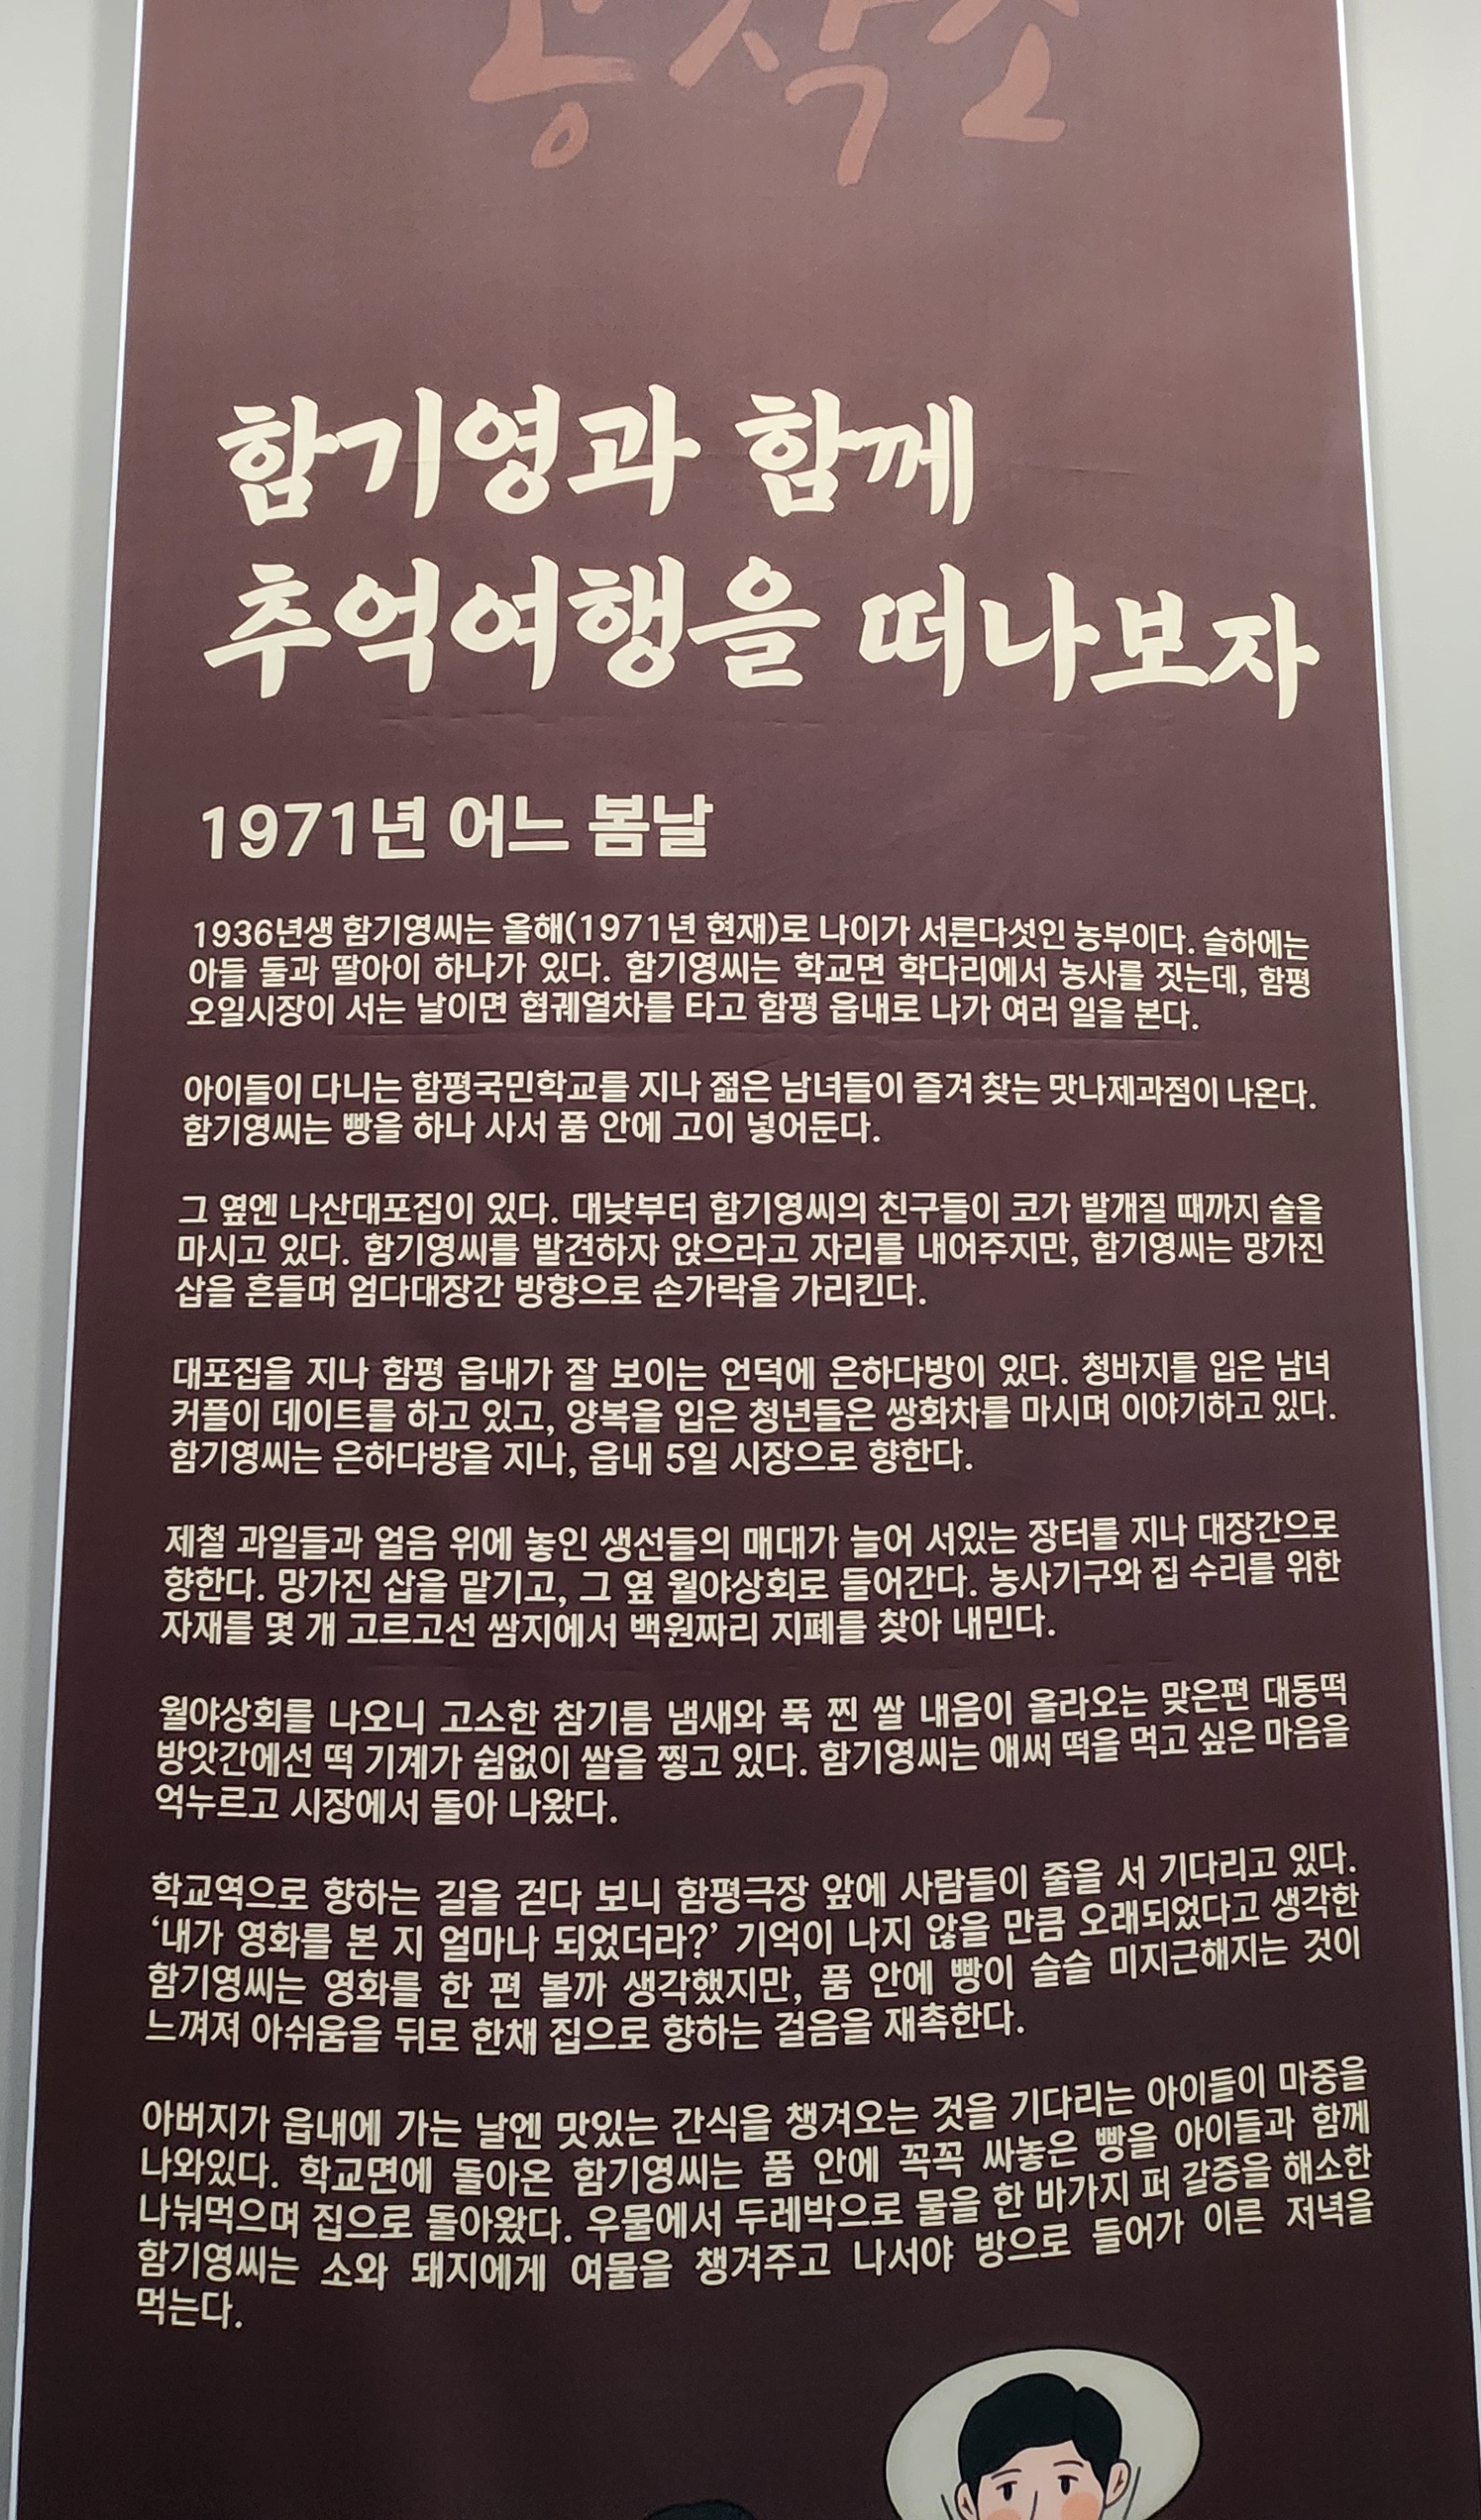 함기영과 함께
추억여행을 떠나보자
1971년 어느 봄날
1936년생 함기영씨는 올해(1971년 현재)로 나이가 서른다섯인 농부이다. 슬하에는
아들 둘과 딸아이 하나가 있다. 함기영씨는 학교면 학다리에서 농사를 짓는데, 함평
오일시장이 서는 날이면 협궤열차를 타고 함평 읍내로 나가 여러 일을 본다.
아이들이 다니는 함평국민학교를 지나 젊은 남녀들이 즐겨 찾는 맛나제과점이 나온다.
함기영씨는 빵을 하나 사서 품 안에 고이 넣어둔다.
그 옆엔 나산대포집이 있다. 대낮부터 함기영씨의 친구들이 코가 발개질 때까지 술을
마시고 있다. 함기영씨를 발견하자 앉으라고 자리를 내어주지만, 함기영씨는 망가진
삽을 흔들며 엄다대장간 방향으로 손가락을 가리킨다.
대포집을 지나 함평 읍내가 잘 보이는 언덕에 은하다방이 있다. 청바지를 입은 남녀
커플이 데이트를 하고 있고, 양복을 입은 청년들은 쌍화차를 마시며 이야기하고 있다.
함기영씨는 은하다방을 지나, 읍내 5일 시장으로 향한다.
제철 과일들과 얼음 위에 놓인 생선들의 매대가 늘어 서있는 장터를 지나 대장간으로
향한다. 망가진 삽을 맡기고, 그 옆 월야상회로 들어간다. 농사기구와 집 수리를 위한
자재를 몇 개 고르고선 쌈지에서 백원짜리 지폐를 찾아 내민다.
월야상회를 나오니 고소한 참기름 냄새와 푹 찐 쌀 내음이 올라오는 맞은편 대동떡
방앗간에선 떡 기계가 쉼없이 쌀을 찧고 있다. 함기영씨는 애써 떡을 먹고 싶은 마음을
억누르고 시장에서 돌아 나왔다.
학교역으로 향하는 길을 걷다 보니 함평극장 앞에 사람들이 줄을 서 기다리고 있다.
‘내가 영화를 본 지 얼마나 되었더라?’ 기억이 나지 않을 만큼 오래되었다고 생각한
함기영씨는 영화를 한 편 볼까 생각했지만, 품 안에 빵이 슬슬 미지근해지는 것이
느껴져 아쉬움을 뒤로 한채 집으로 향하는 걸음을 재촉한다.
아버지가 읍내에 가는 날엔 맛있는 간식을 챙겨오는 것을 기다리는 아이들이 마중을
나와있다. 학교면에 돌아온 함기영씨는 품 안에 꼭꼭 싸놓은 빵을 아이들과 함께
나눠먹으며 집으로 돌아왔다. 우물에서 두레박으로 물을 한 바가지 퍼 갈증을 해소한
함기영씨는 소와 돼지에게 여물을 챙겨주고 나서야 방으로 들어가 이른 저녁을
먹는다.